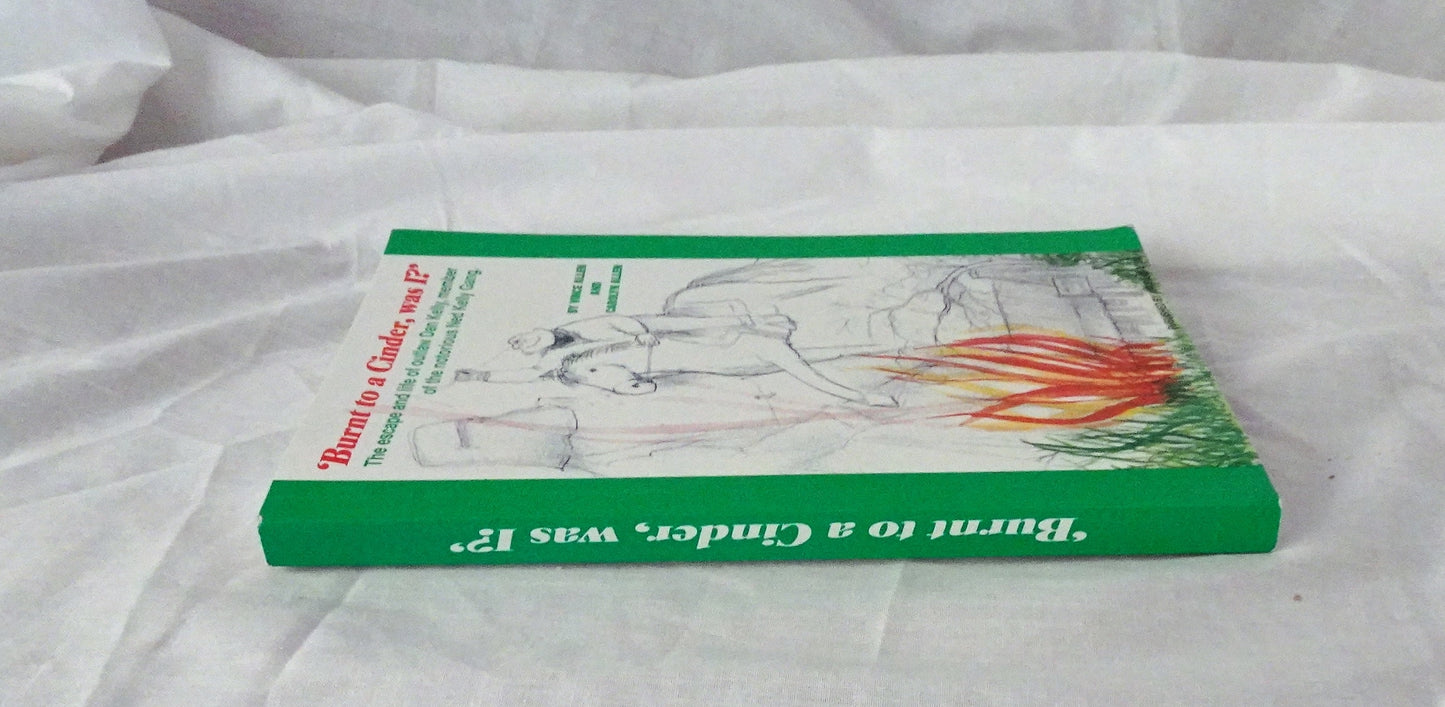 ‘Burnt to a Cinder, was I?’
The escape and life of outlaw Dan Kelly, member
of the notorious Ned Kelly Gang.
BY VINCE ALLEN
AND
CAROLYN ALLEN
‘Burnt to a Cinder, was I?’